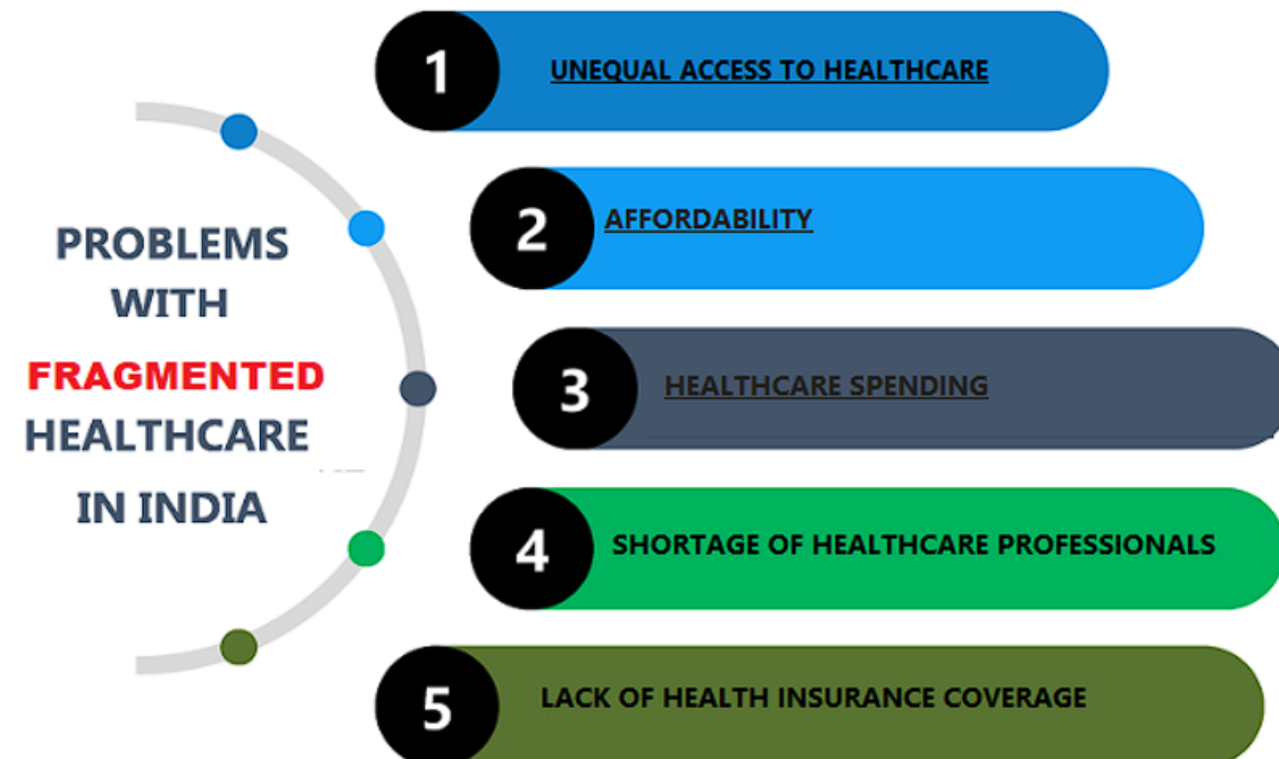 PROBLEMS
WITH
FRAGMENTED
HEALTHCARE
IN INDIA
1
UNEQUAL ACCESS TO HEALTHCARE
2
AFFORDABILITY
3
HEALTHCARE SPENDING
4
SHORTAGE OF HEALTHCARE PROFESSIONALS
5
LACK OF HEALTH INSURANCE COVERAGE